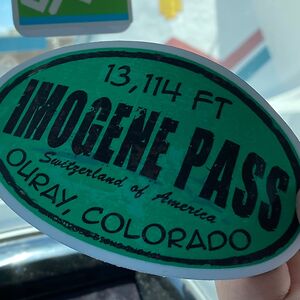 13,114 FT
IMOGENE PASS
Switzerland of America
OURAY, COLORADO